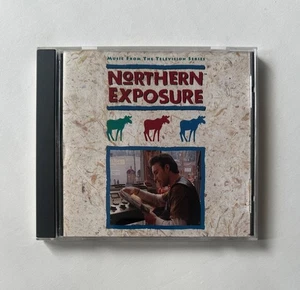 MUSIC FROM THE TELEVISION SERIES
NORTHERN
EXPOSURE